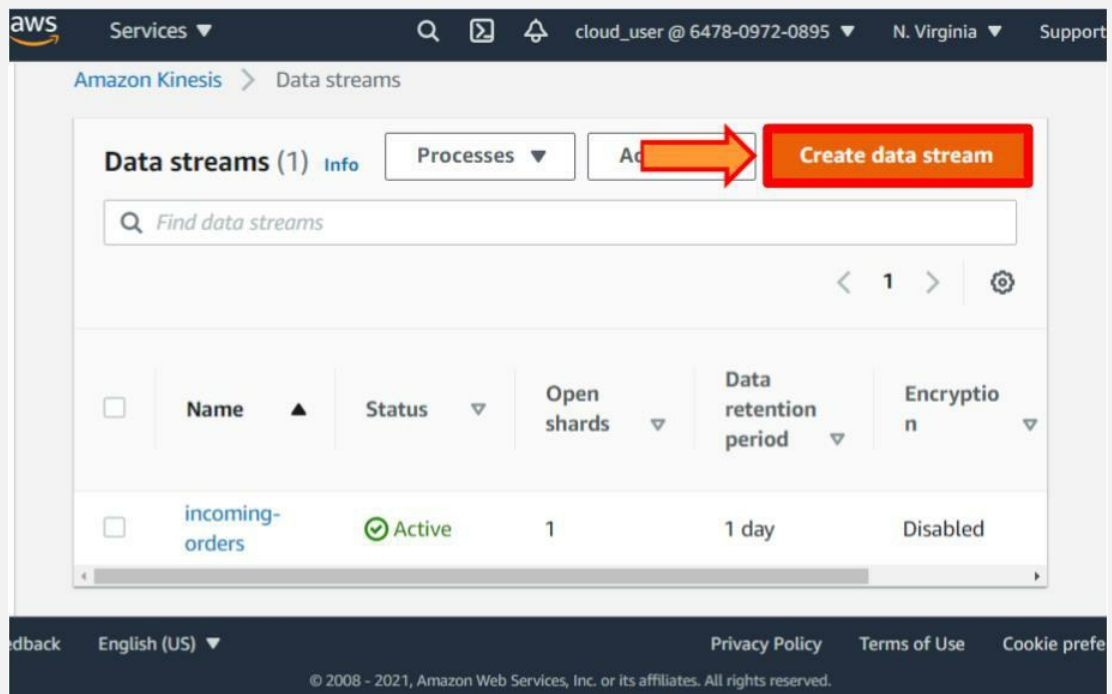 aws
Services ▼
cloud_user @ 6478-0972-0895 ▼
N. Virginia ▼
Support
Amazon Kinesis > Data streams
Data streams (1) Info
Processes ▼
Create data stream
Find data streams
< 1 >
Name ▲
Status ▽
Open
shards ▽
Data
retention
period ▽
Encryptio
n ▽
incoming-
orders
Active
1
1 day
Disabled
edback
English (US) ▼
Privacy Policy
Terms of Use
Cookie prefe
© 2008 - 2021, Amazon Web Services, Inc. or its affiliates. All rights reserved.